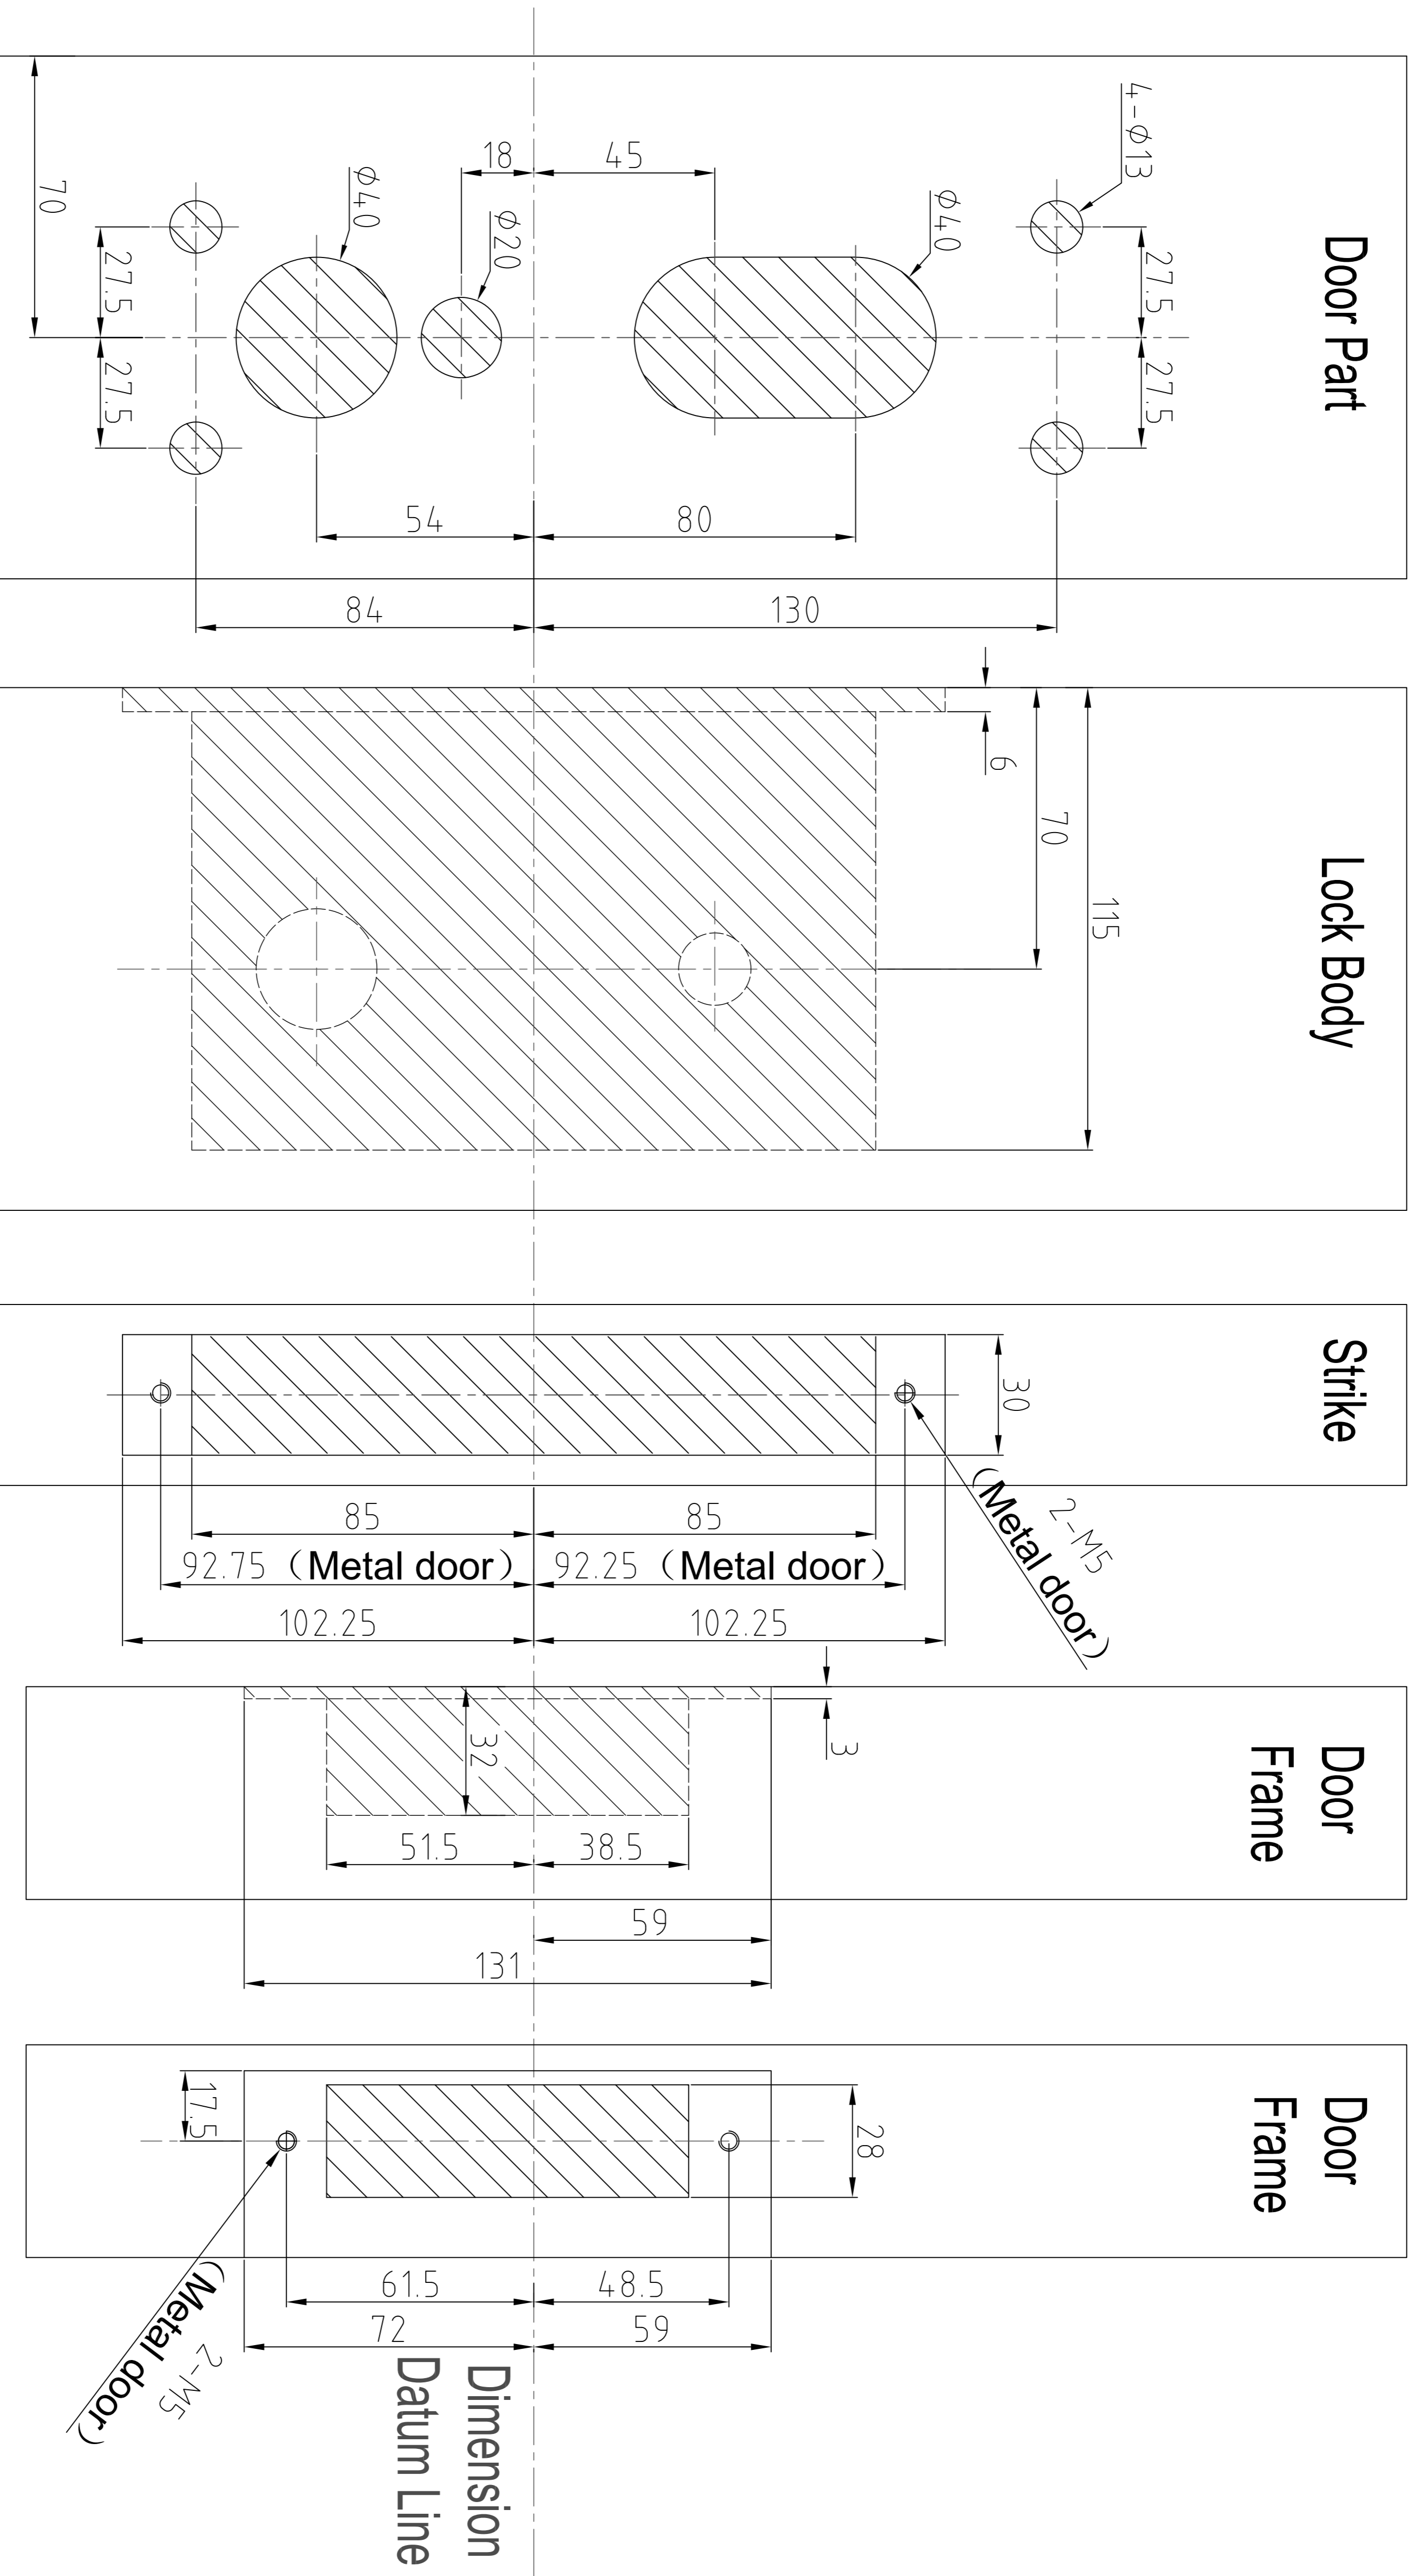 Door Part
4-ϕ13
27.5
27.5
ϕ40
45
18
ϕ20
ϕ40
70
27.5
27.5
80
54
130
84
Lock Body
6
70
115
Strike
30
2-M5
(Metal door)
85
85
92.75 (Metal door)
92.25 (Metal door)
102.25
102.25
Door
Frame
3
32
51.5
38.5
59
131
Door
Frame
28
17.5
61.5
48.5
72
59
2-M5
(Metal door)
Dimension
Datum Line